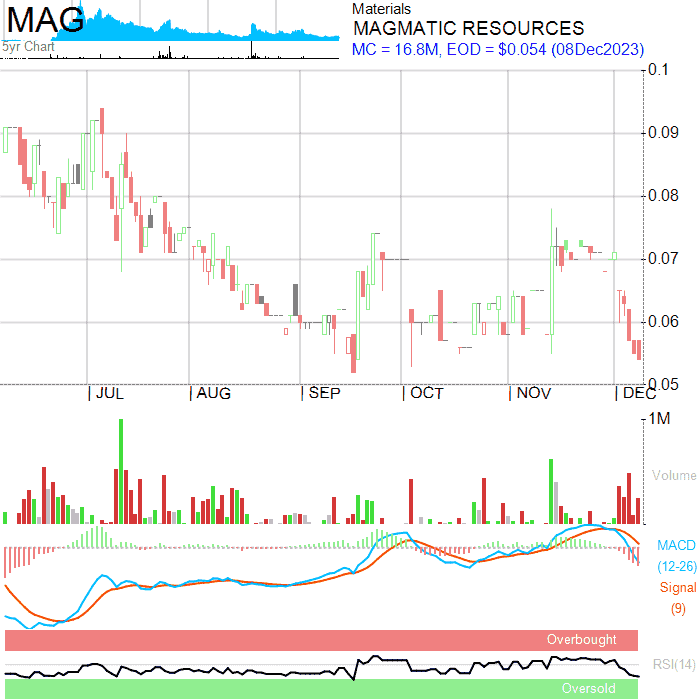 MAG
5yr Chart
Materials
MAGMATIC RESOURCES
MC = 16.8M, EOD = $0.054 (08Dec2023)
0.1
0.09
0.08
0.07
0.06
0.05
JUL
AUG
SEP
OCT
NOV
DEC
1M
Volume
MACD
(12-26)
Signal
(9)
Overbought
RSI(14)
Oversold